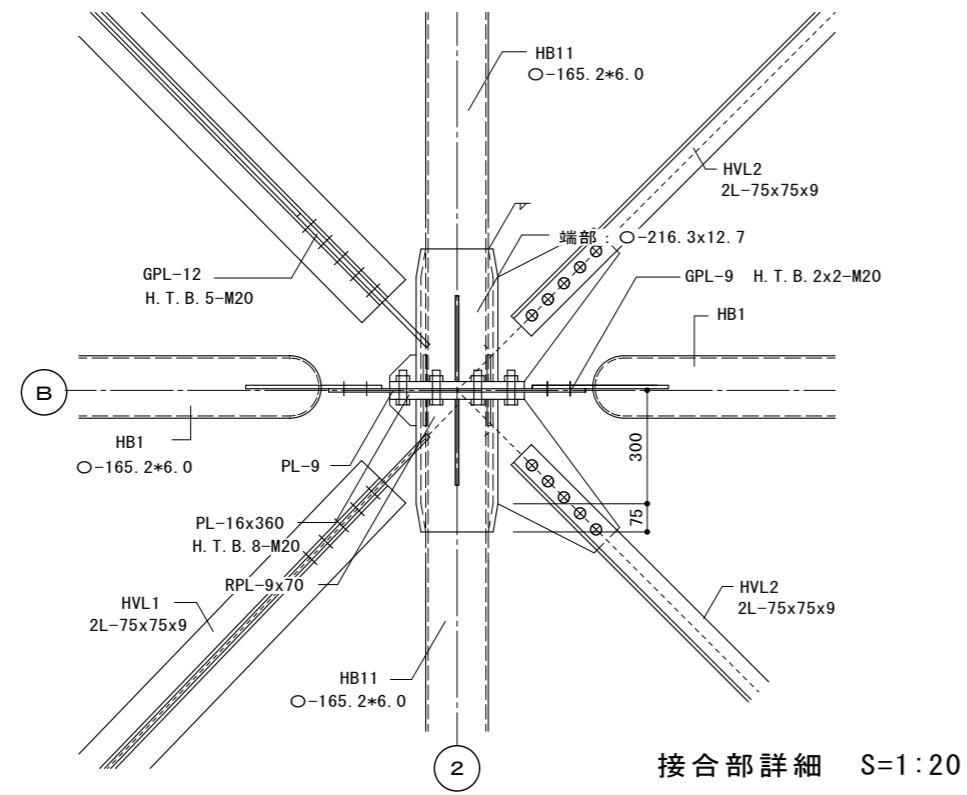 HB11
○-165.2*6.0
HVL2
2L-75x75x9
端部:○-216.3x12.7
GPL-12
H.T.B.5-M20
GPL-9 H.T.B.2x2-M20
HB1
B
HB1
○-165.2*6.0
PL-9
300
PL-16x360
H.T.B.8-M20
75
RPL-9x70
HVL1
2L-75x75x9
HVL2
2L-75x75x9
HB11
○-165.2*6.0
2
接合部詳細 S=1:20